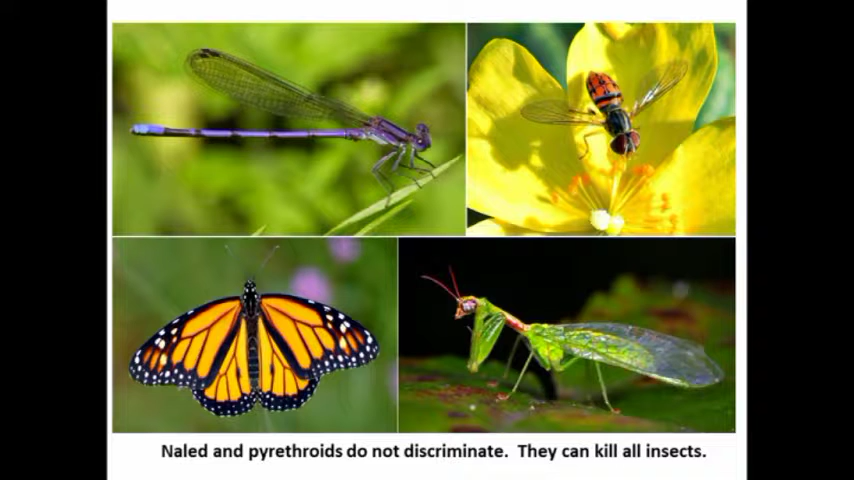 Naled and pyrethroids do not discriminate.  They can kill all insects.